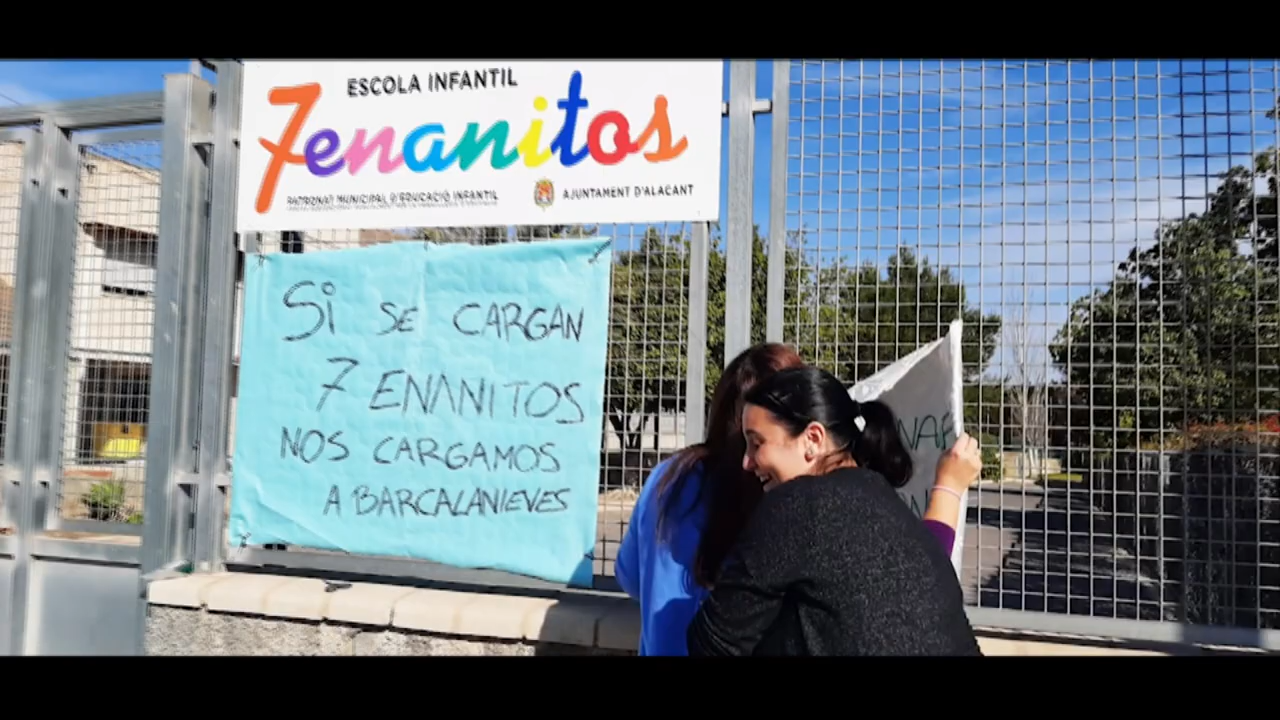 ESCOLA INFANTIL
7enanitos
PATRONAT MUNICIPAL D'EDUCACIÓ INFANTIL
AJUNTAMENT D'ALACANT
Si SE CARGAN
7 ENANITOS
NOS CARGAMOS
A BARCALANIEVES